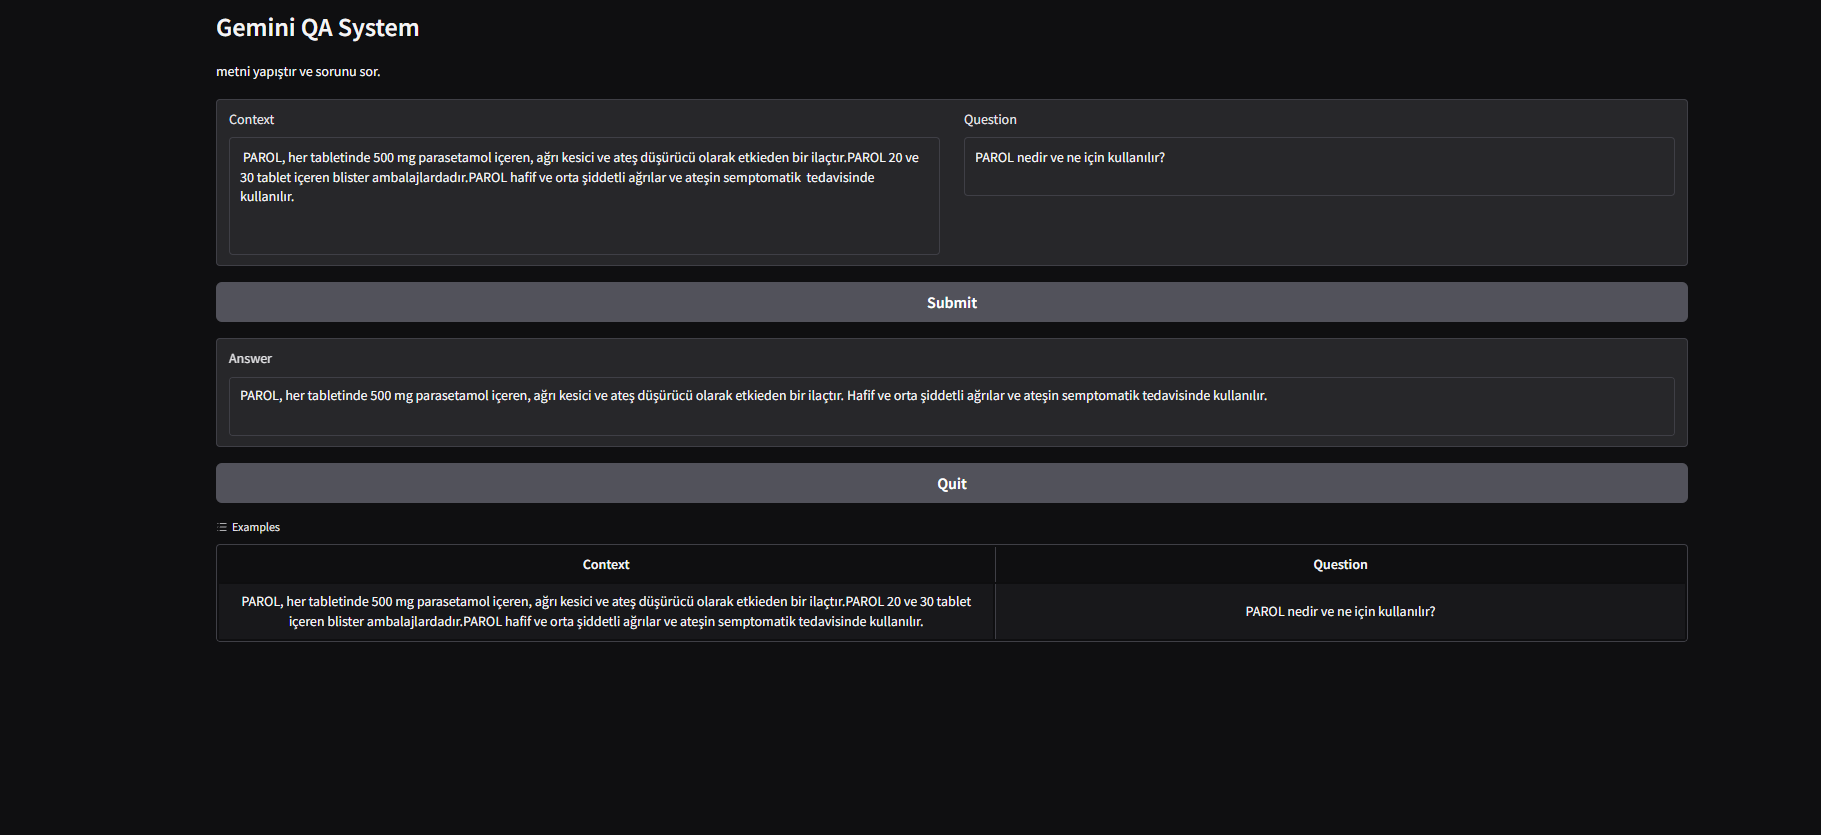 Gemini QA System
metni yapıştır ve sorunu sor.
Context
PAROL, her tabletinde 500 mg parasetamol içeren, ağrı kesici ve ateş düşürücü olarak etkieden bir ilaçtır.PAROL 20 ve
30 tablet içeren blister ambalajlardadır.PAROL hafif ve orta şiddetli ağrılar ve ateşin semptomatik  tedavisinde
kullanılır.
Question
PAROL nedir ve ne için kullanılır?
Submit
Answer
PAROL, her tabletinde 500 mg parasetamol içeren, ağrı kesici ve ateş düşürücü olarak etkieden bir ilaçtır. Hafif ve orta şiddetli ağrılar ve ateşin semptomatik tedavisinde kullanılır.
Quit
Examples
Context
Question
PAROL, her tabletinde 500 mg parasetamol içeren, ağrı kesici ve ateş düşürücü olarak etkieden bir ilaçtır.PAROL 20 ve 30 tablet
içeren blister ambalajlardadır.PAROL hafif ve orta şiddetli ağrılar ve ateşin semptomatik tedavisinde kullanılır.
PAROL nedir ve ne için kullanılır?